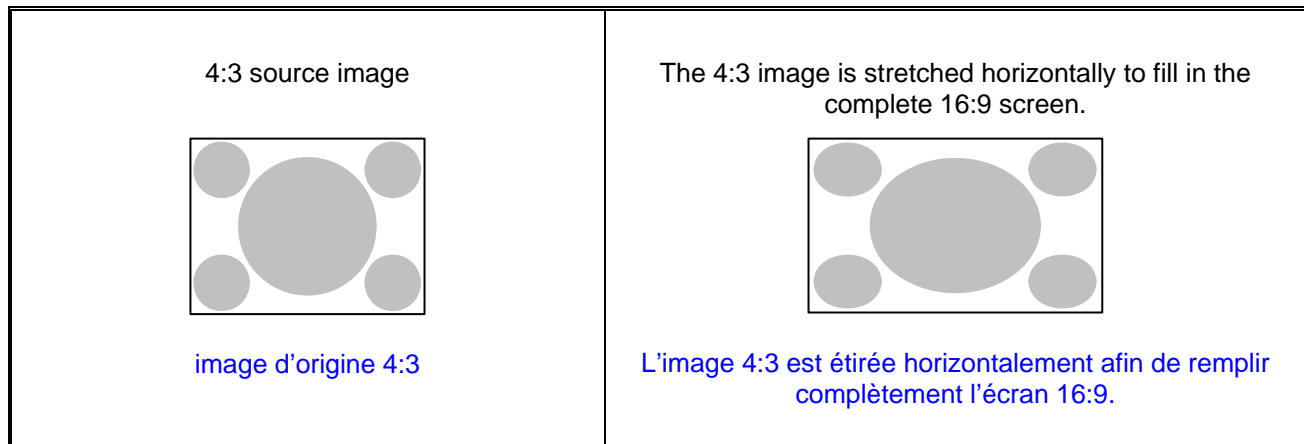 4:3 source image
image d’origine 4:3
The 4:3 image is stretched horizontally to fill in the
complete 16:9 screen.
L’image 4:3 est étirée horizontalement afin de remplir
complètement l’écran 16:9.